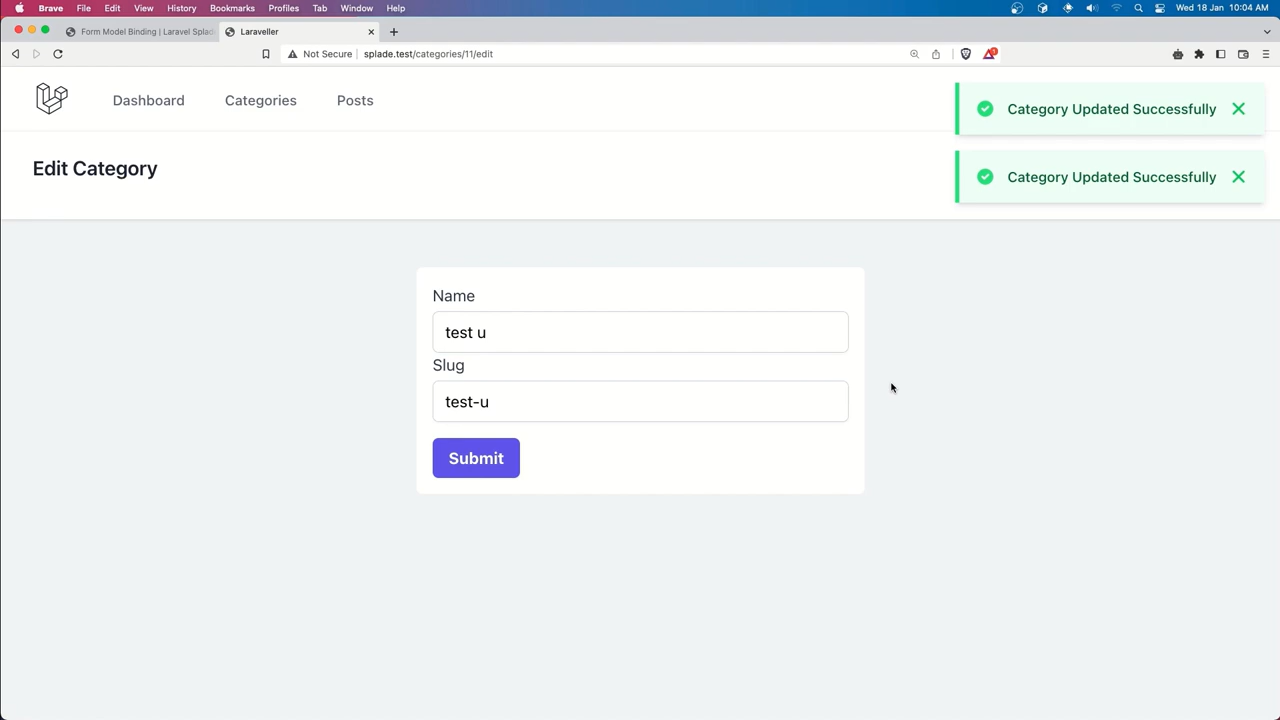 Brave File Edit View History Bookmarks Profiles Tab Window Help Wed 18 Jan 10:04 AM
Form Model Binding | Laravel Splad Laraveller
Not Secure splade.test/categories/11/edit
Dashboard Categories Posts
Category Updated Successfully
Edit Category
Category Updated Successfully
Name
test u
Slug
test-u
Submit